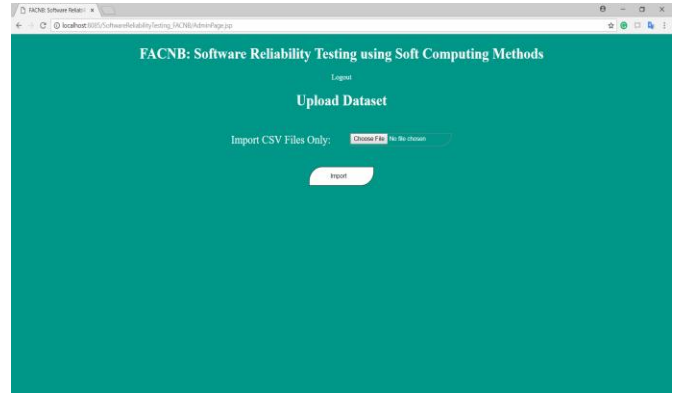 FACNB: Software Reliabil
localhost:8085/SoftwareReliabilityTesting_FACNB/AdminPage.jsp
FACNB: Software Reliability Testing using Soft Computing Methods
Logout
Upload Dataset
Import CSV Files Only: Choose File No file chosen
Import